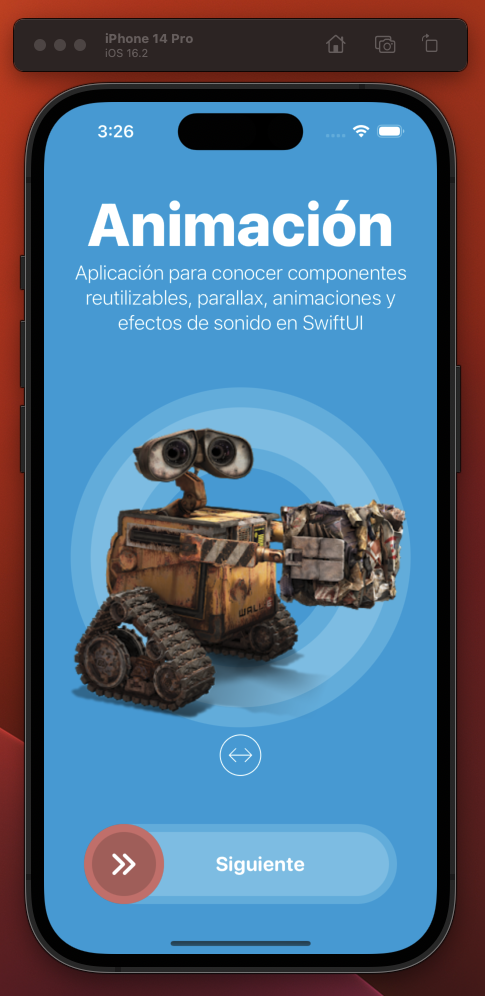 iPhone 14 Pro
iOS 16.2
3:26
Animación
Aplicación para conocer componentes
reutilizables, parallax, animaciones y
efectos de sonido en SwiftUI
WALL
Siguiente